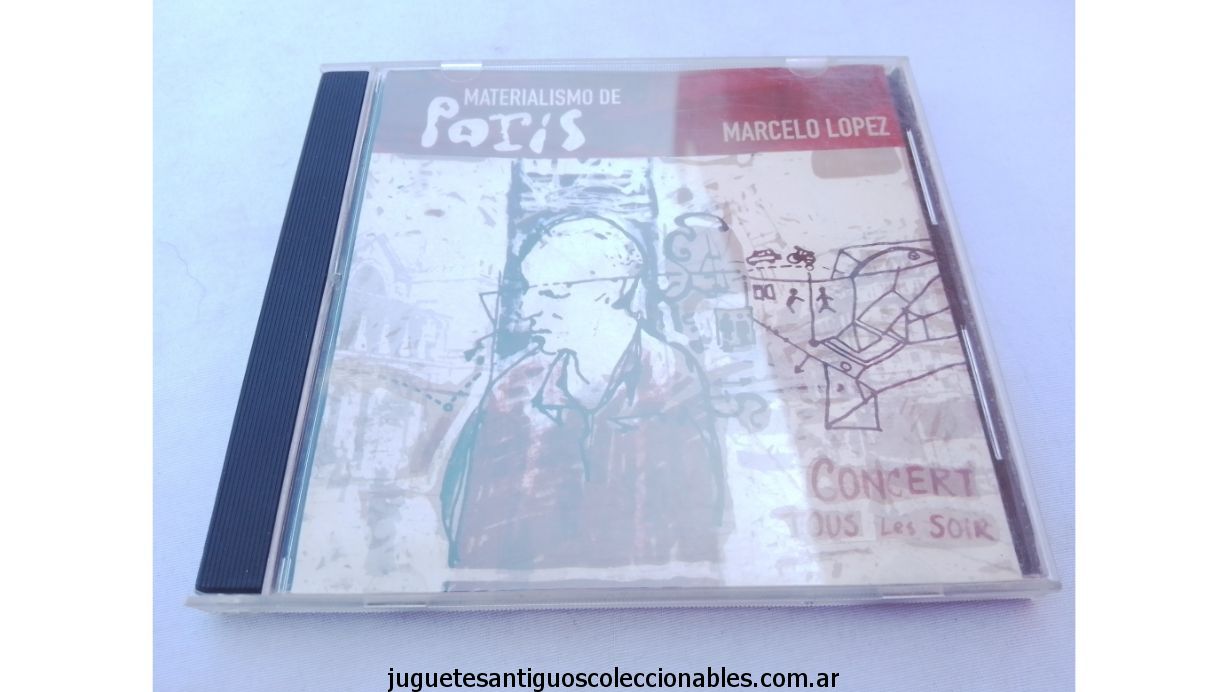 MATERIALISMO DE
Paris
MARCELO LOPEZ
CONCERT
TOUS Les SOIR
juguetesantiguoscoleccionables.com.ar